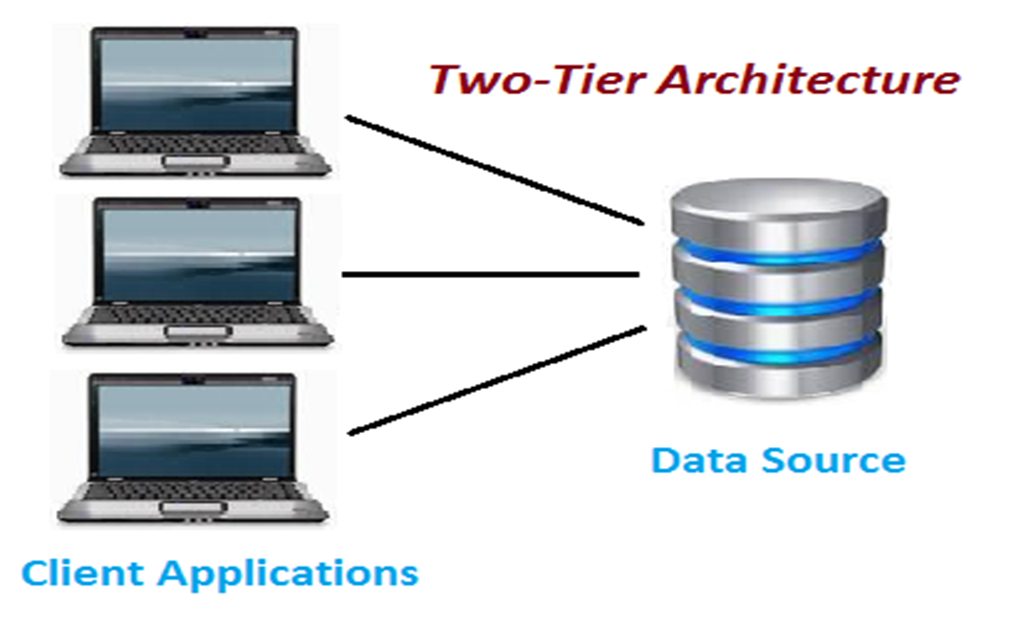 Two-Tier Architecture
Data Source
Client Applications